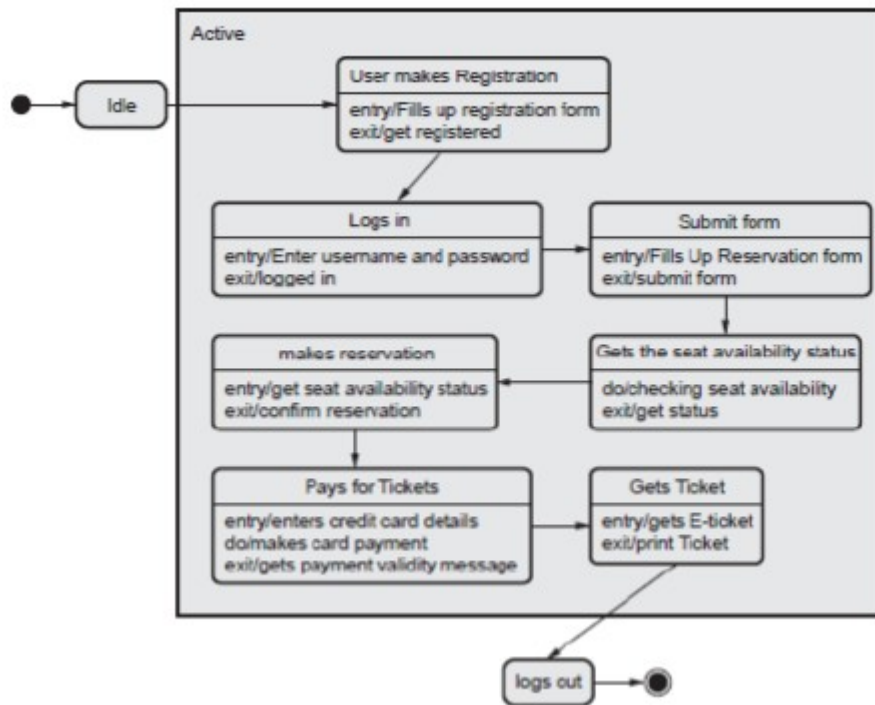 Active
Idle
User makes Registration
entry/Fills up registration form
exit/get registered
Logs in
entry/Enter username and password
exit/logged in
Submit form
entry/Fills Up Reservation form
exit/submit form
makes reservation
entry/get seat availability status
exit/confirm reservation
Gets the seat availability status
do/checking seat availability
exit/get status
Pays for Tickets
entry/enters credit card details
do/makes card payment
exit/gets payment validity message
Gets Ticket
entry/gets E-ticket
exit/print Ticket
logs out